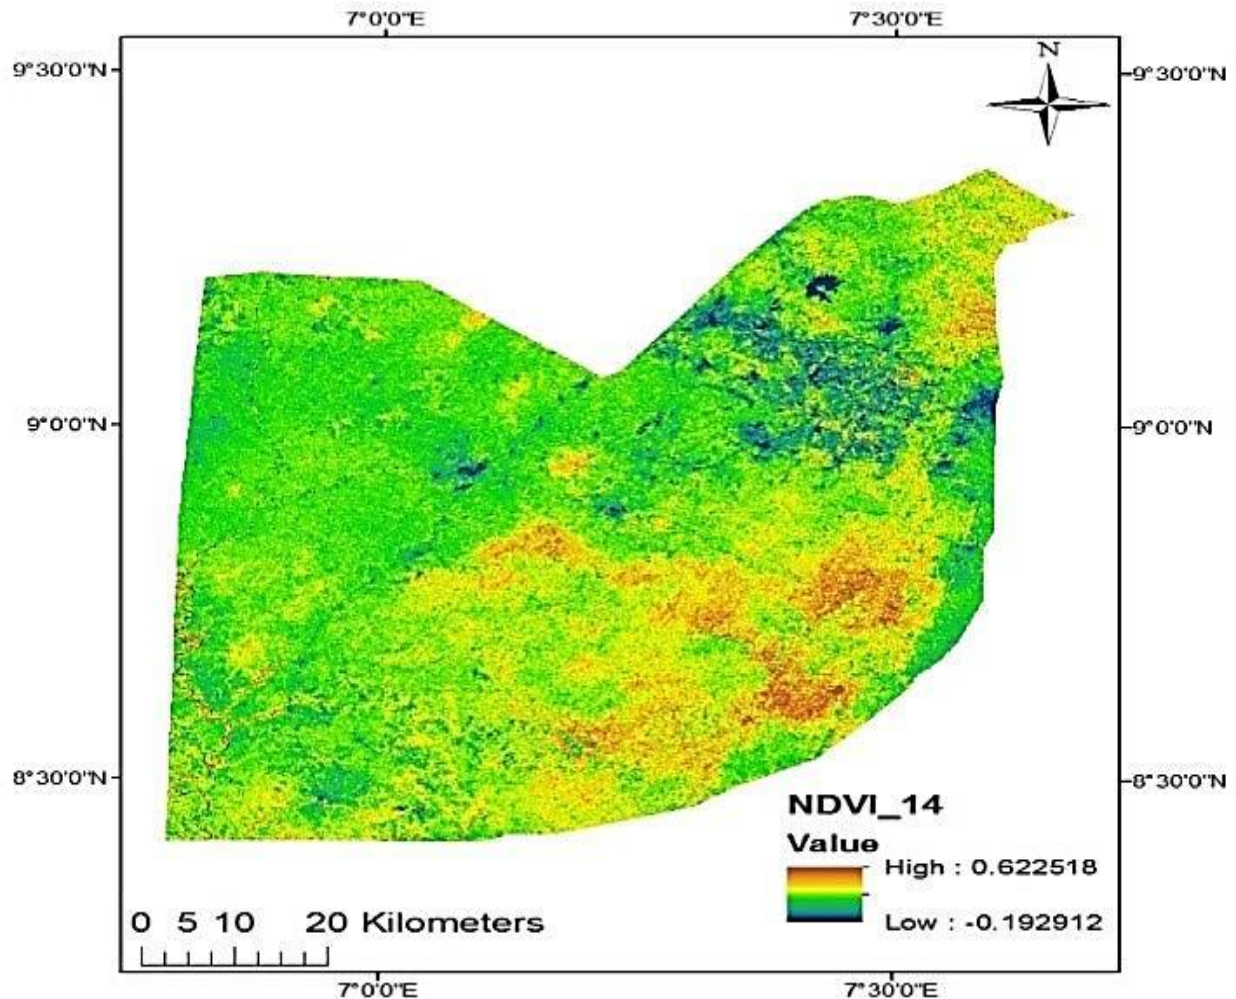 7°0'0"E 7°30'0"E
N
9°30'0"N 9°30'0"N
9°0'0"N 9°0'0"N
8°30'0"N 8°30'0"N
NDVI_14
Value
High : 0.622518
Low : -0.192912
0 5 10 20 Kilometers
7°0'0"E 7°30'0"E